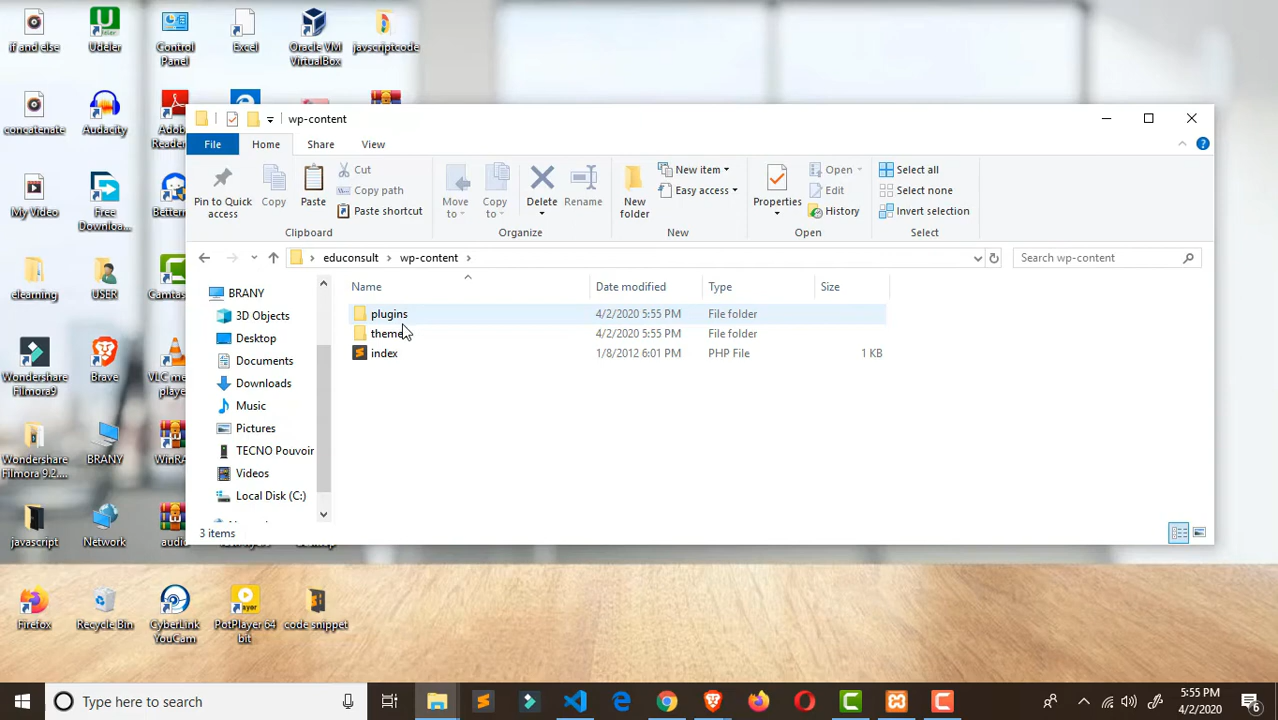 if and else
Udeler
Control
Panel
Excel
Oracle VM
VirtualBox
javscriptcode
concatenate
Audacity
Adob
Reader
My Video
Free
Downloa...
Bettern
elearning
USER
Camtas
Wondershare
Filmora9
Brave
VLC me
player
Wondershare
Filmora 9.2....
BRANY
WinRA
javascript
Network
audio
Firefox
Recycle Bin
CyberLink
YouCam
PotPlayer 64
bit
code snippet
wp-content
File
Home
Share
View
Pin to Quick
access
Copy
Paste
Cut
Copy path
Paste shortcut
Clipboard
Move
to
Copy
to
Delete
Rename
Organize
New
folder
New item
Easy access
New
Properties
Open
Edit
History
Open
Select all
Select none
Invert selection
Select
educonsult
wp-content
Search wp-content
BRANY
3D Objects
Desktop
Documents
Downloads
Music
Pictures
TECNO Pouvoir
Videos
Local Disk (C:)
Name
Date modified
Type
Size
plugins
4/2/2020 5:55 PM
File folder
theme
4/2/2020 5:55 PM
File folder
index
1/8/2012 6:01 PM
PHP File
1 KB
3 items
Type here to search
5:55 PM
4/2/2020
6